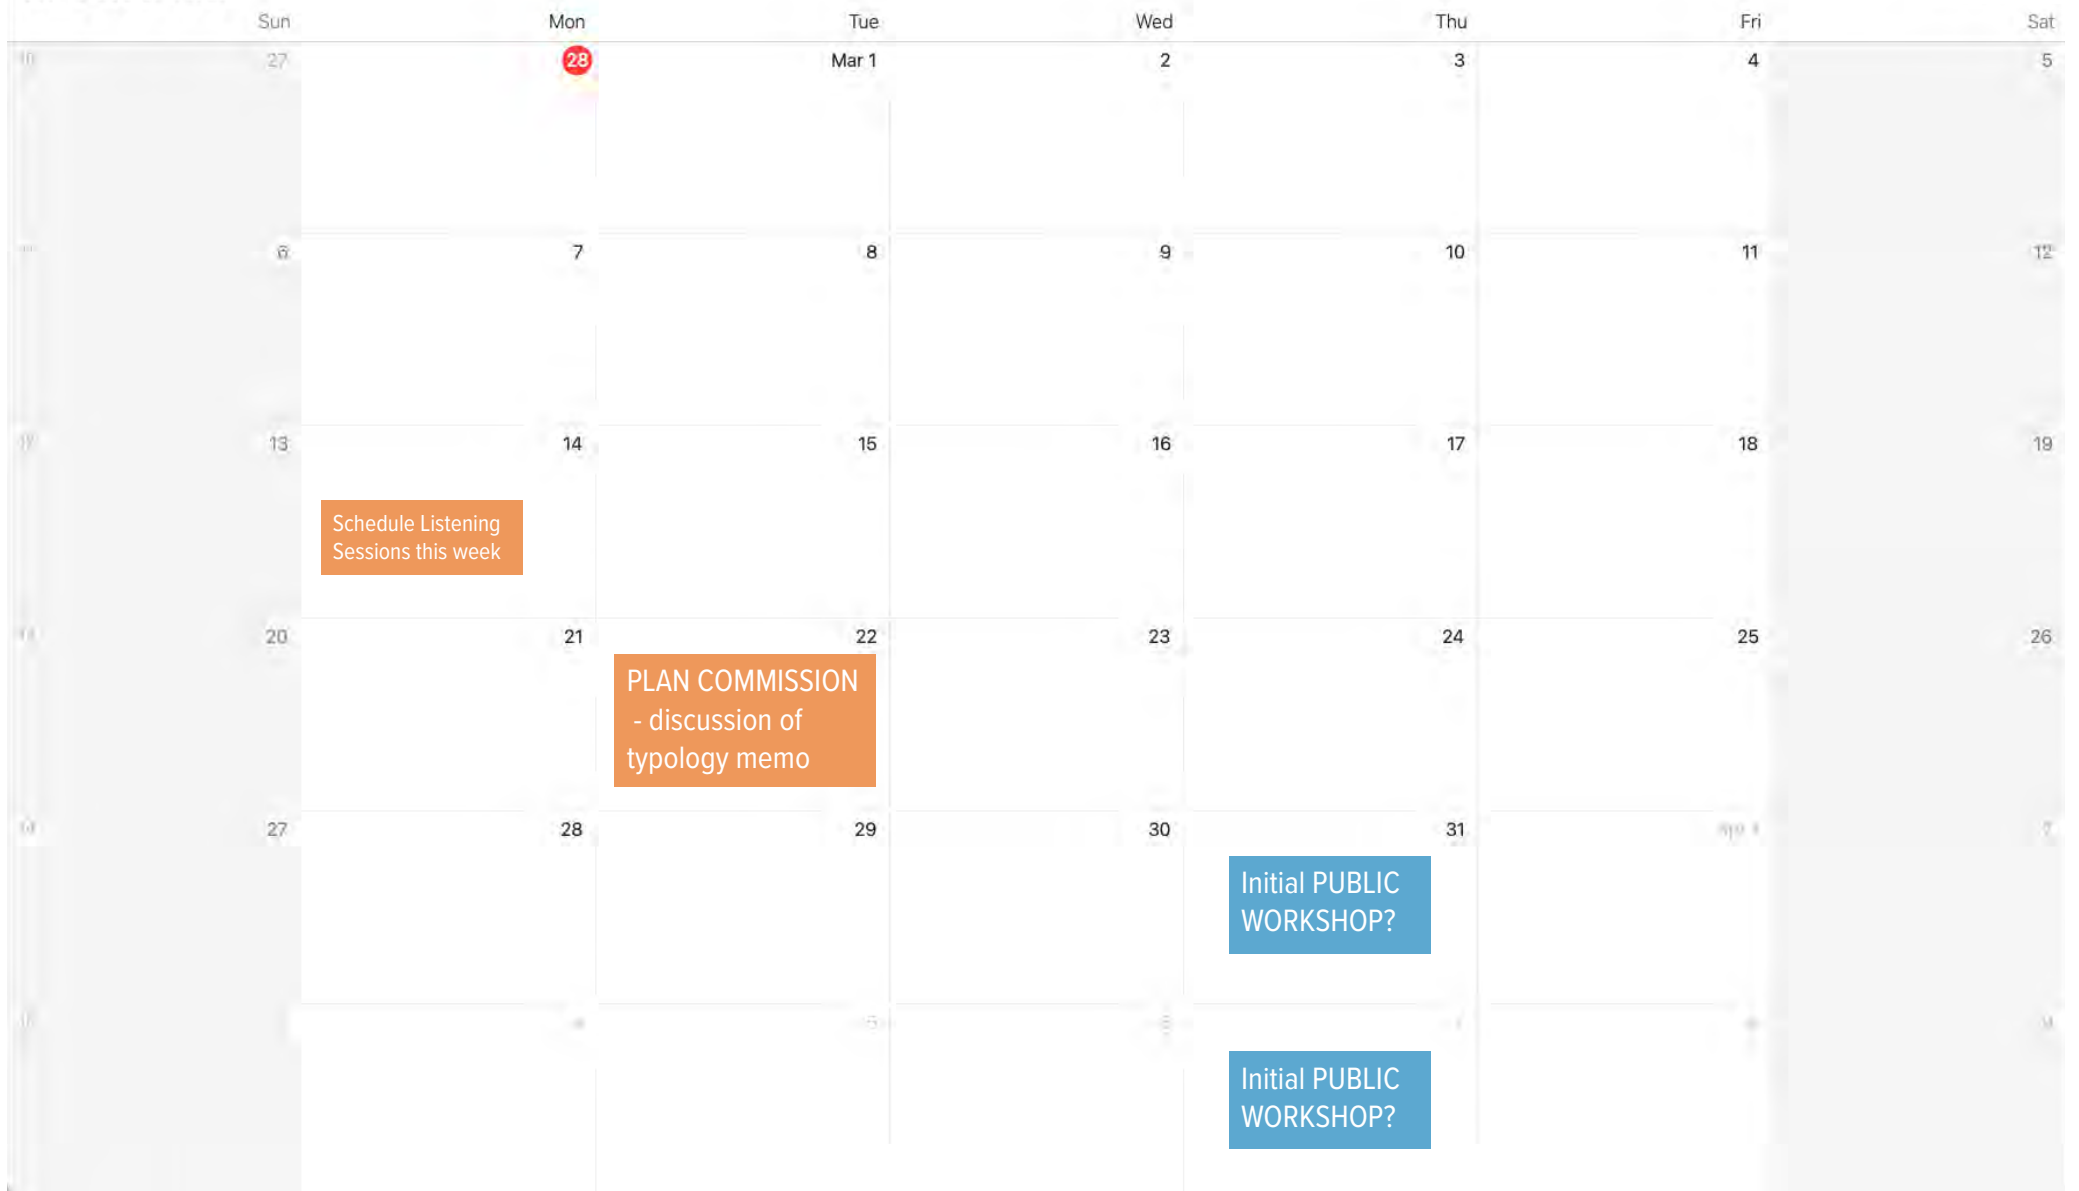 Sun Mon Tue Wed Thu Fri Sat
27 28 Mar 1 2 3 4 5
6 7 8 9 10 11 12
13 14 15 16 17 18 19
Schedule Listening
Sessions this week
20 21 22 23 24 25 26
PLAN COMMISSION
- discussion of
typology memo
27 28 29 30 31
Initial PUBLIC
WORKSHOP?
Initial PUBLIC
WORKSHOP?